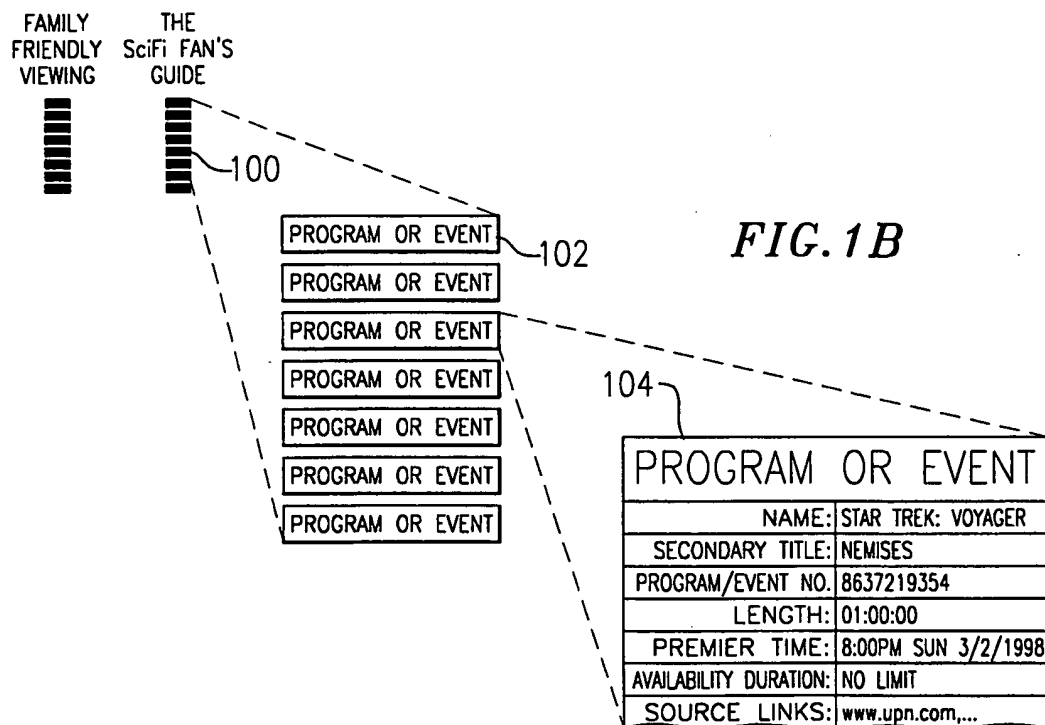 FAMILY
FRIENDLY
VIEWING
THE
SciFi FAN'S
GUIDE
100
PROGRAM OR EVENT
102
FIG.1B
PROGRAM OR EVENT
PROGRAM OR EVENT
PROGRAM OR EVENT
PROGRAM OR EVENT
PROGRAM OR EVENT
PROGRAM OR EVENT
104
PROGRAM OR EVENT
NAME: STAR TREK: VOYAGER
SECONDARY TITLE: NEMISES
PROGRAM/EVENT NO. 8637219354
LENGTH: 01:00:00
PREMIER TIME: 8:00PM SUN 3/2/1998
AVAILABILITY DURATION: NO LIMIT
SOURCE LINKS: www.upn.com,...